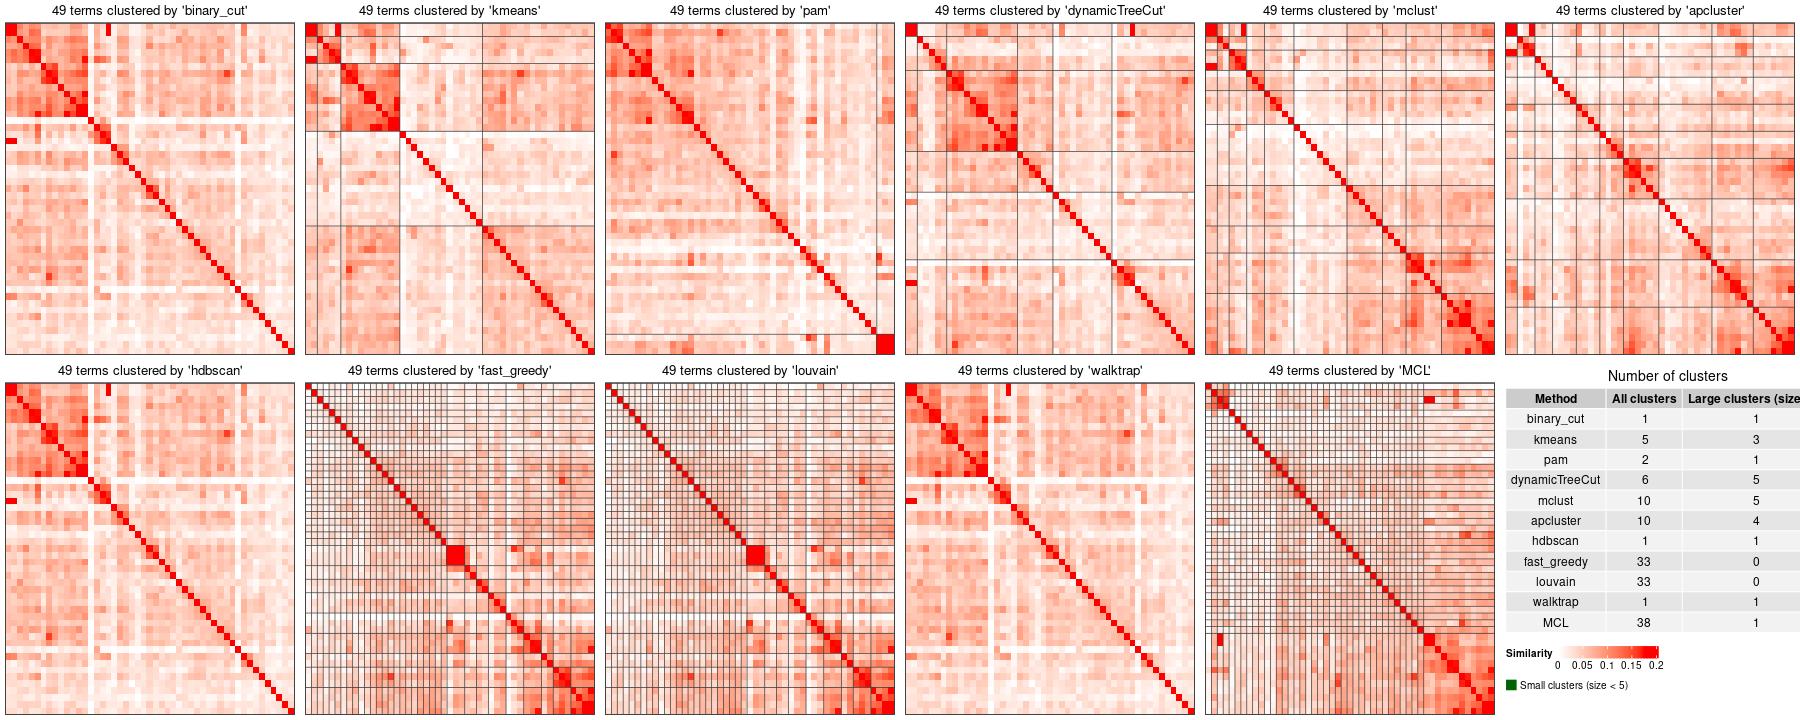 49 terms clustered by 'binary_cut'
49 terms clustered by 'kmeans'
49 terms clustered by 'pam'
49 terms clustered by 'dynamicTreeCut'
49 terms clustered by 'mclust'
49 terms clustered by 'apcluster'
49 terms clustered by 'hdbscan'
49 terms clustered by 'fast_greedy'
49 terms clustered by 'louvain'
49 terms clustered by 'walktrap'
49 terms clustered by 'MCL'
Number of clusters
Method All clusters Large clusters (size
binary_cut 1 1
kmeans 5 3
pam 2 1
dynamicTreeCut 6 5
mclust 10 5
apcluster 10 4
hdbscan 1 1
fast_greedy 33 0
louvain 33 0
walktrap 1 1
MCL 38 1
Similarity
0 0.05 0.1 0.15 0.2
Small clusters (size < 5)